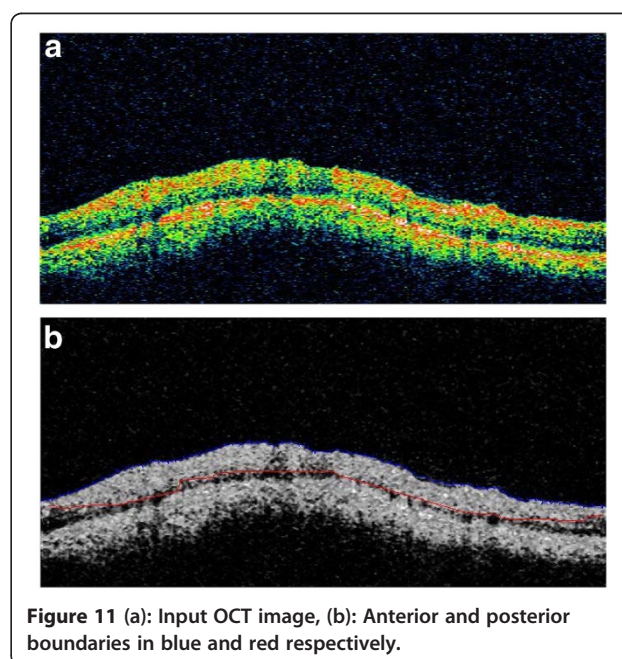 a
b
Figure 11 (a): Input OCT image, (b): Anterior and posterior
boundaries in blue and red respectively.